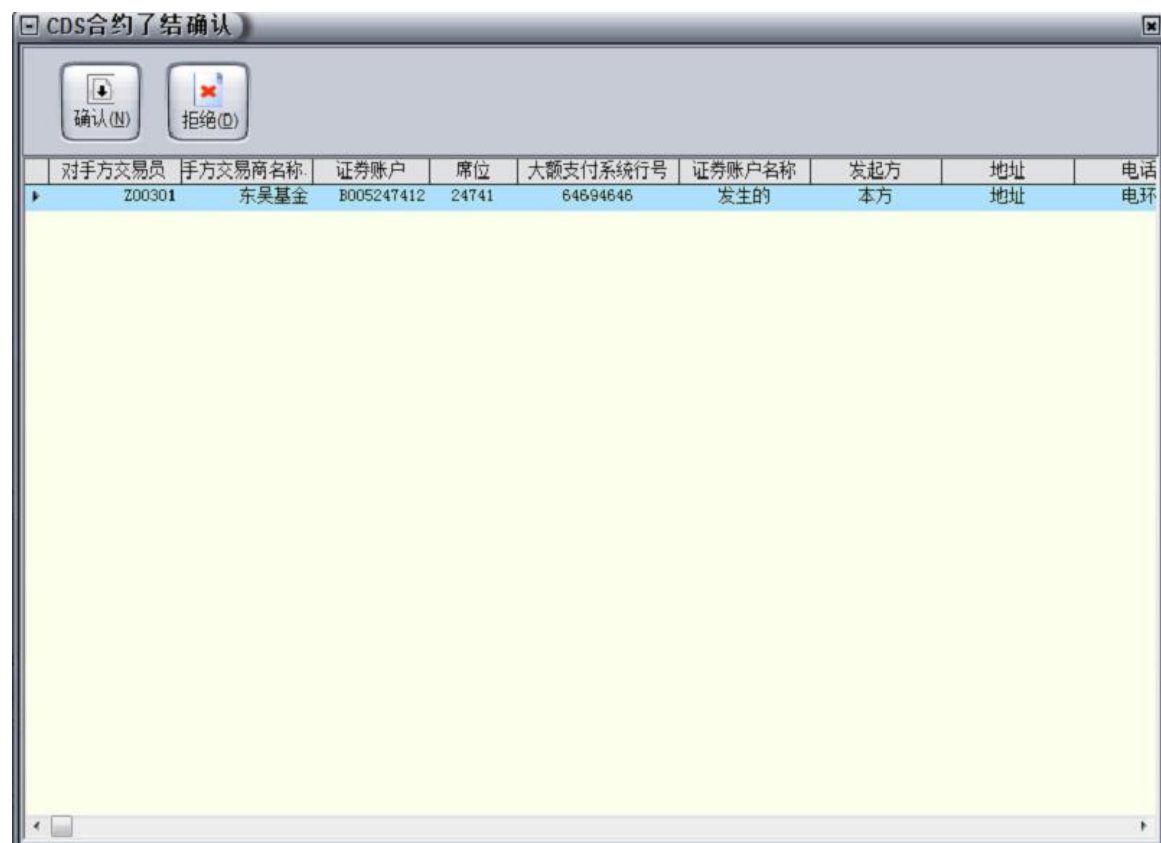 CDS合约了结确认
确认(N) 拒绝(D)
对手方交易员 手方交易商名称 证券账户 席位 大额支付系统行号 证券账户名称 发起方 地址 电话
Z00301 东吴基金 B005247412 24741 64694646 发生的 本方 地址 电环